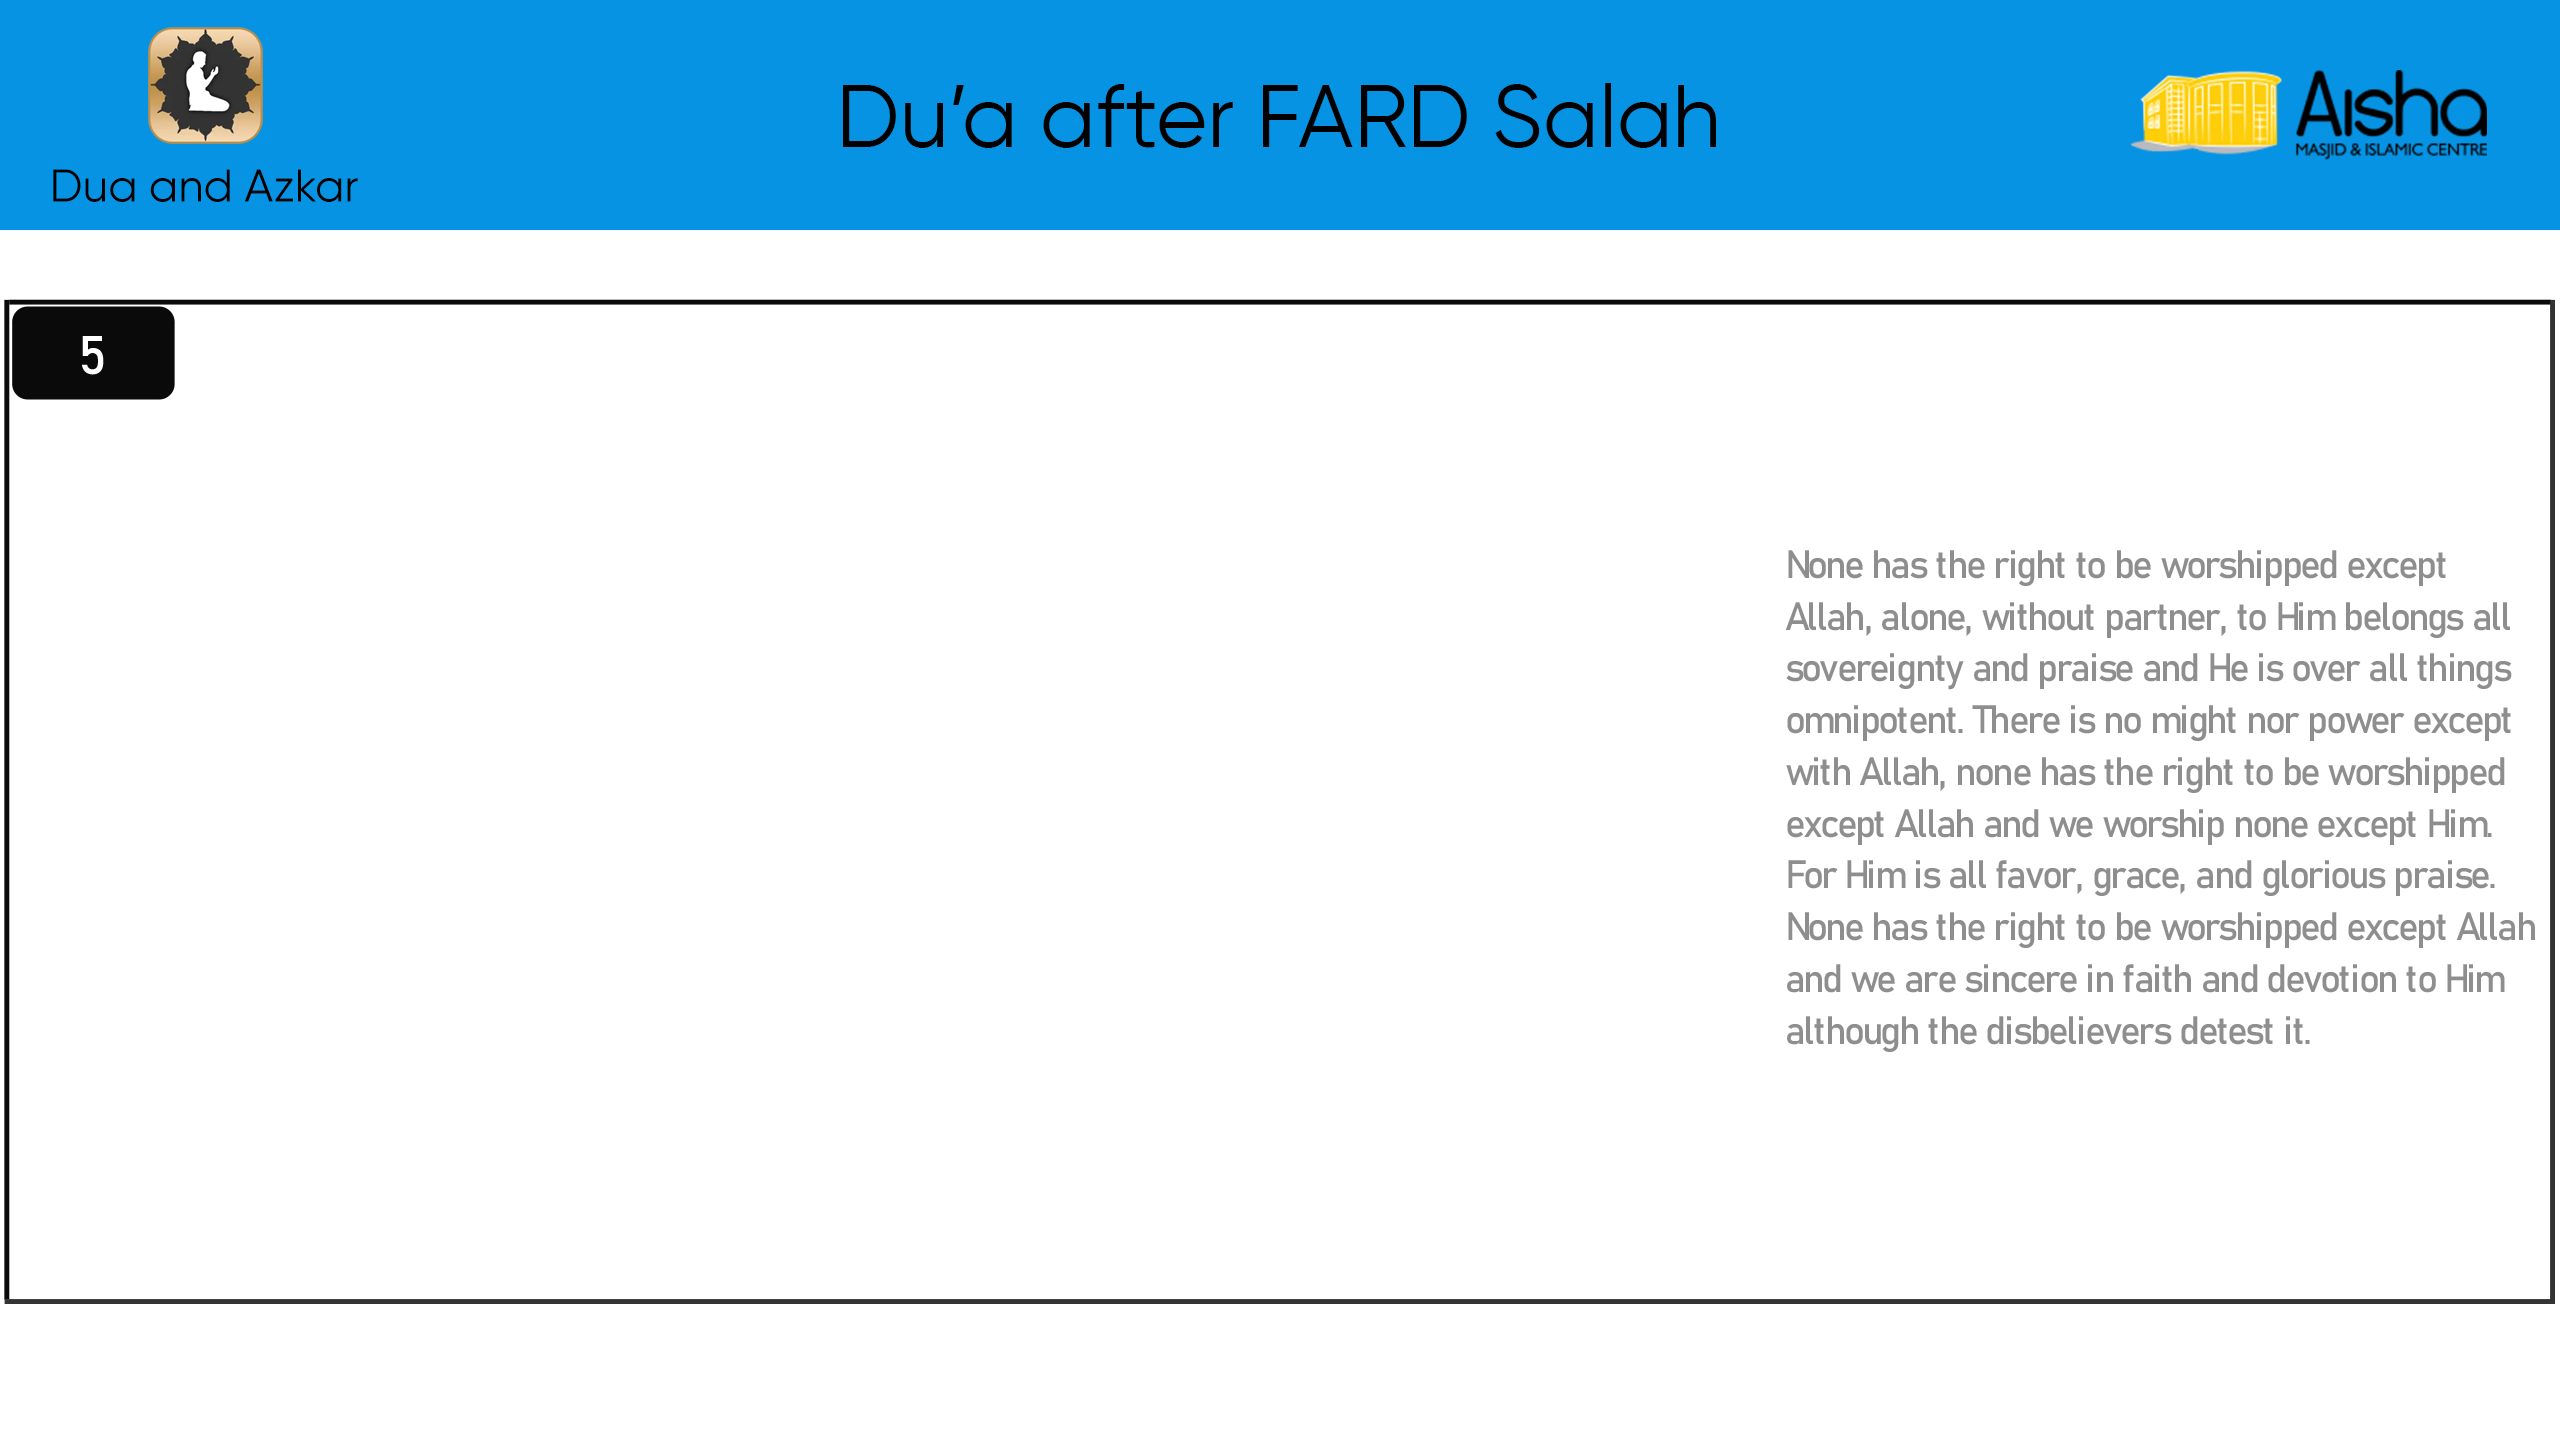 Dua and Azkar
Du’a after FARD Salah
Aisha
MASJID & ISLAMIC CENTRE
5
None has the right to be worshipped except
Allah, alone, without partner, to Him belongs all
sovereignty and praise and He is over all things
omnipotent. There is no might nor power except
with Allah, none has the right to be worshipped
except Allah and we worship none except Him.
For Him is all favor, grace, and glorious praise.
None has the right to be worshipped except Allah
and we are sincere in faith and devotion to Him
although the disbelievers detest it.